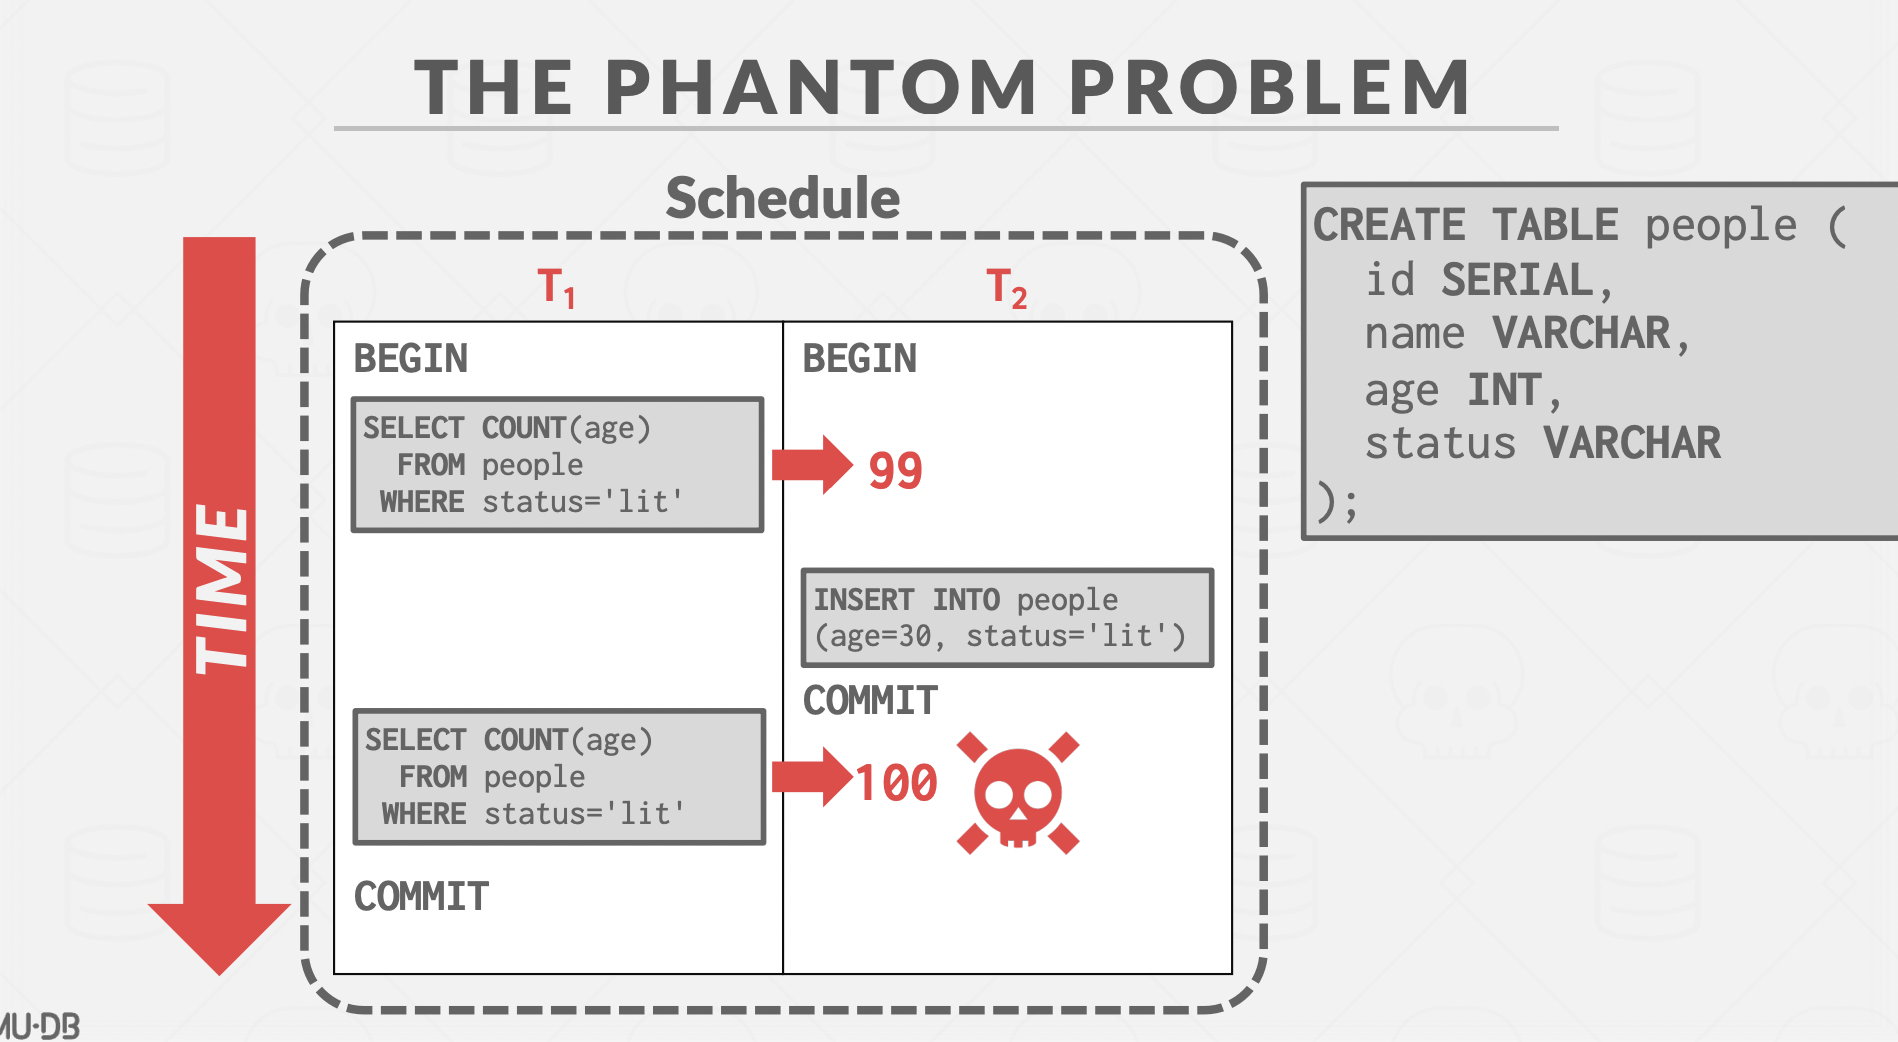 THE PHANTOM PROBLEM
Schedule
T1
T2
BEGIN
SELECT COUNT(age)
FROM people
WHERE status='lit'
SELECT COUNT(age)
FROM people
WHERE status='lit'
COMMIT
BEGIN
99
INSERT INTO people
(age=30, status='lit')
COMMIT
100
CREATE TABLE people (
id SERIAL,
name VARCHAR,
age INT,
status VARCHAR
);
TIME
MU·DB